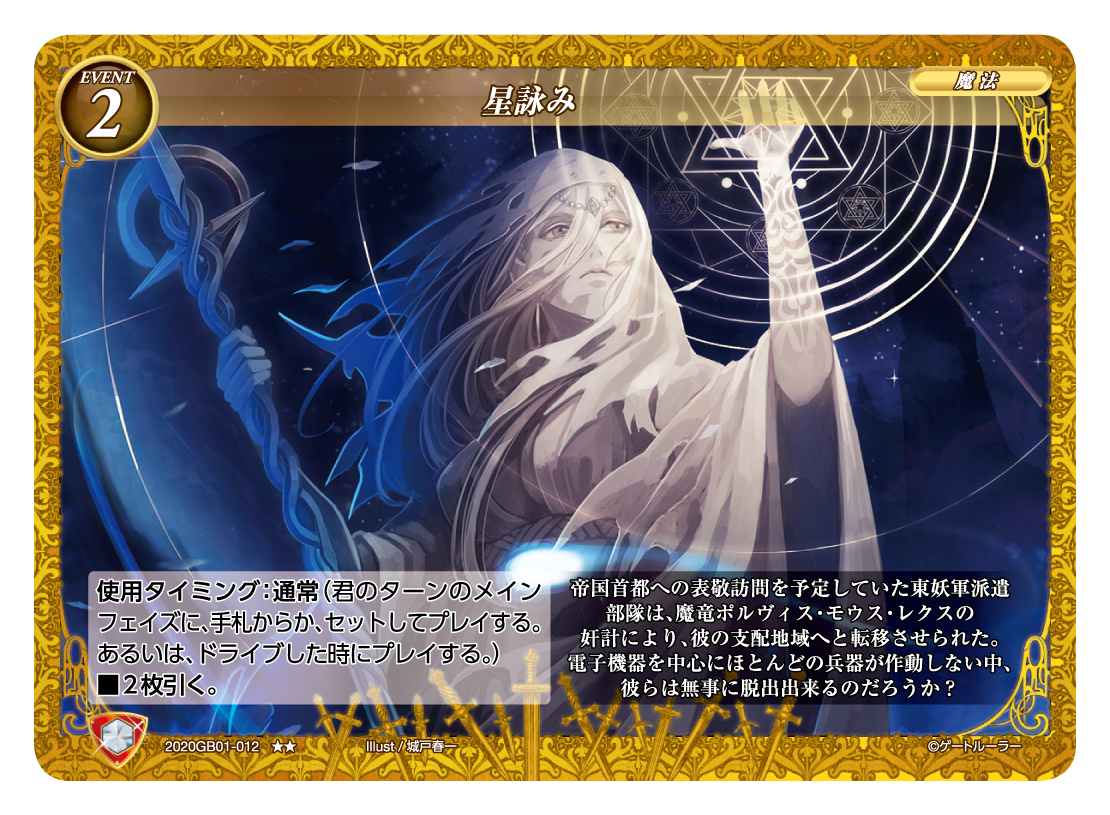 EVENT
2
星詠み
魔法
使用タイミング:通常(君のターンのメイン
フェイズに、手札からか、セットしてプレイする。
あるいは、ドライブした時にプレイする。)
■2枚引く。
帝国首都への表敬訪問を予定していた東妖軍派遣
部隊は、魔竜ポルヴィス・モウス・レクスの
奸計により、彼の支配地域へと転移させられた。
電子機器を中心にほとんどの兵器が作動しない中、
彼らは無事に脱出出来るのだろうか?
2020GB01-012 ★★
Illust / 城戸春一
©ゲートルーラー